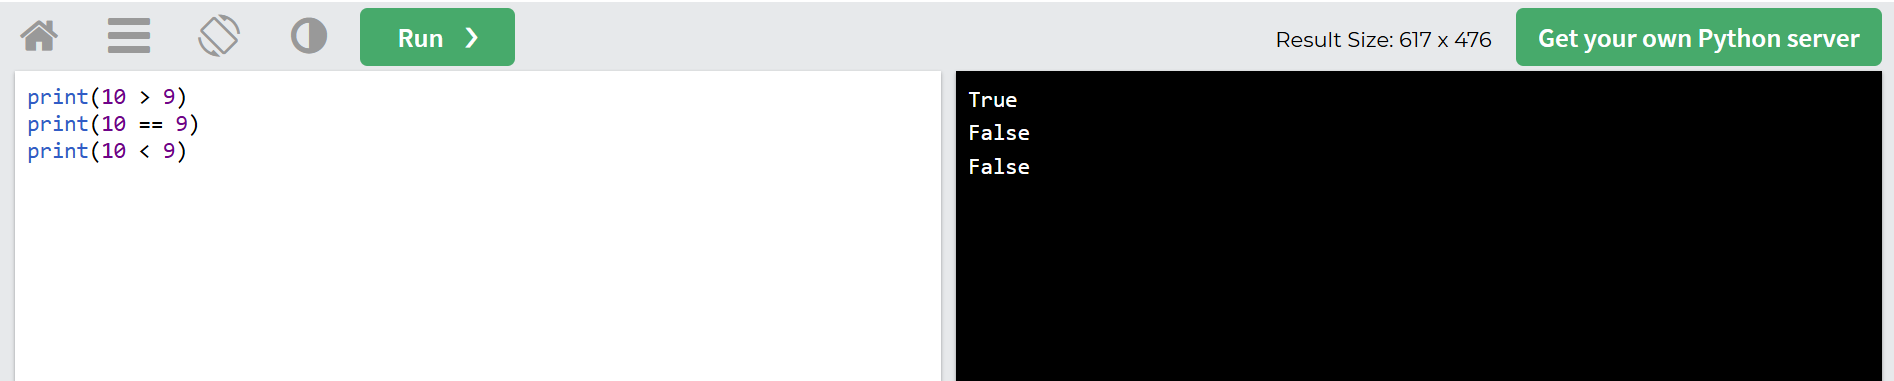 Run ❯
Result Size: 617 x 476
Get your own Python server
print(10 > 9)
print(10 == 9)
print(10 < 9)
True
False
False